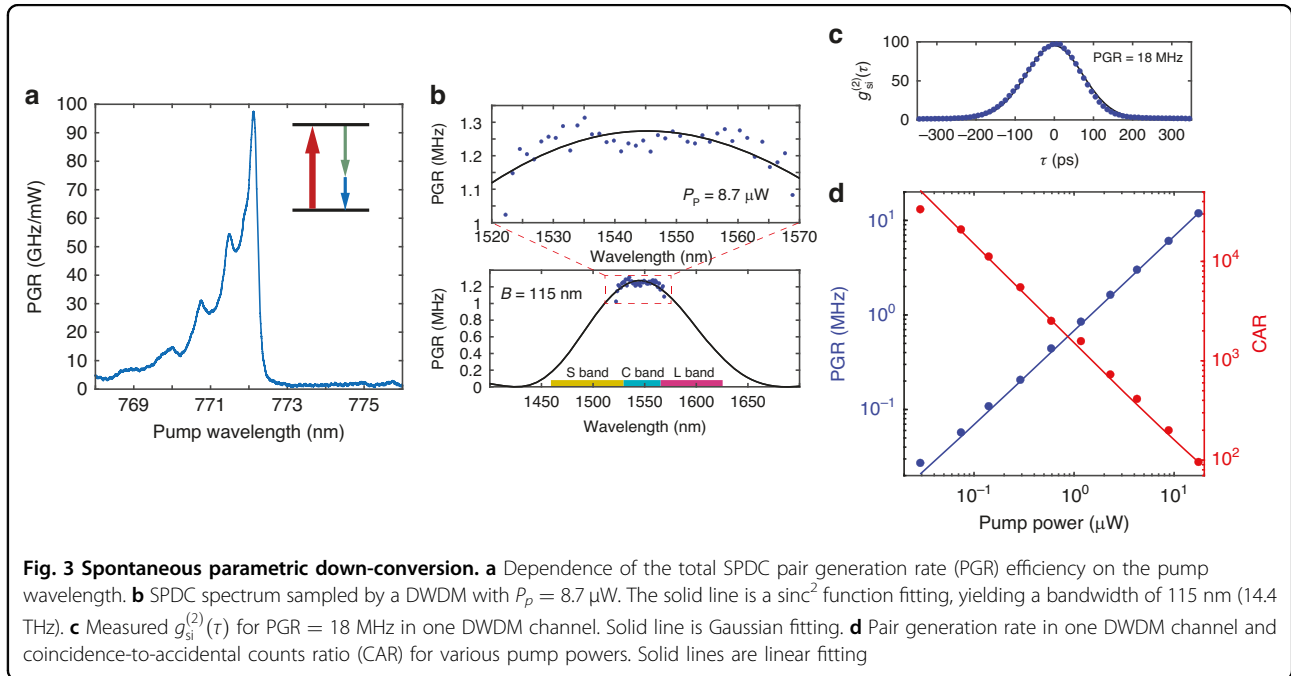 a
100
90
80
70
60
50
40
30
20
10
0
PGR (GHz/mW)
769
771
773
775
Pump wavelength (nm)
b
1.3
1.2
1.1
1
PGR (MHz)
P_P = 8.7 μW
1520
1530
1540
1550
1560
1570
Wavelength (nm)
1.2
1
0.8
0.6
0.4
0.2
0
PGR (MHz)
B = 115 nm
S band
C band
L band
1450
1500
1550
1600
1650
Wavelength (nm)
c
100
50
0
g_si^(2)(τ)
PGR = 18 MHz
−300
−200
−100
0
100
200
300
τ (ps)
d
10^1
10^0
10^−1
PGR (MHz)
10^4
10^3
10^2
CAR
10^−1
10^0
10^1
Pump power (μW)
Fig. 3 Spontaneous parametric down-conversion. a Dependence of the total SPDC pair generation rate (PGR) efficiency on the pump
wavelength. b SPDC spectrum sampled by a DWDM with P_p = 8.7 μW. The solid line is a sinc² function fitting, yielding a bandwidth of 115 nm (14.4
THz). c Measured g_si^(2)(τ) for PGR = 18 MHz in one DWDM channel. Solid line is Gaussian fitting. d Pair generation rate in one DWDM channel and
coincidence-to-accidental counts ratio (CAR) for various pump powers. Solid lines are linear fitting